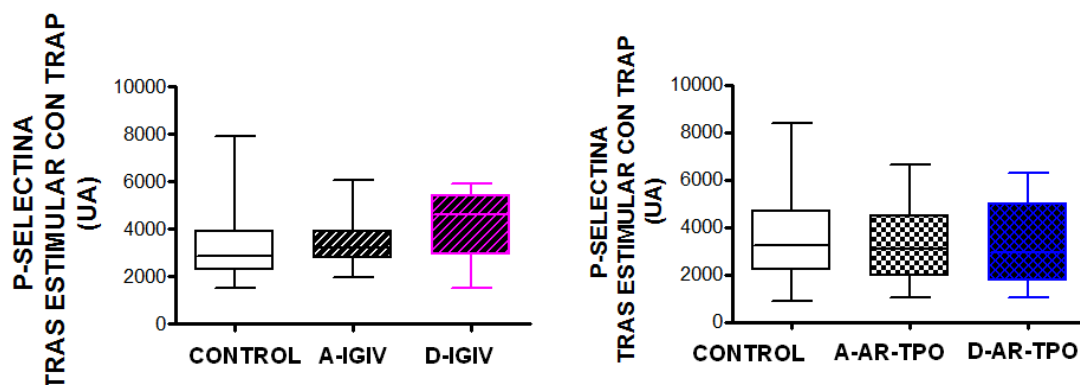 P-SELECTINA
TRAS ESTIMULAR CON TRAP
(UA)
10000
8000
6000
4000
2000
0
CONTROL A-IGIV D-IGIV
P-SELECTINA
TRAS ESTIMULAR CON TRAP
(UA)
10000
8000
6000
4000
2000
0
CONTROL A-AR-TPO D-AR-TPO